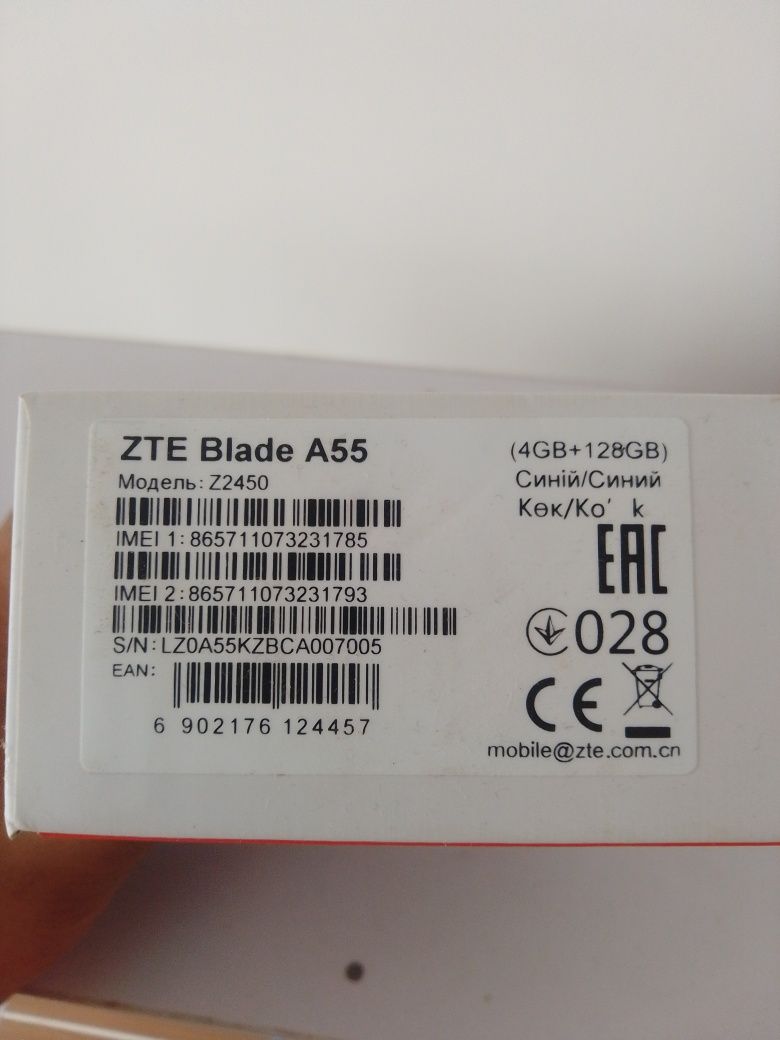 ZTE Blade A55
(4GB+128GB)
Модель: Z2450
Синій/Синий
Көк/Ko' k
IMEI 1: 865711073231785
EAC
IMEI 2: 865711073231793
028
S/N: LZ0A55KZBCA007005
EAN:
CE
6 902176 124457
mobile@zte.com.cn